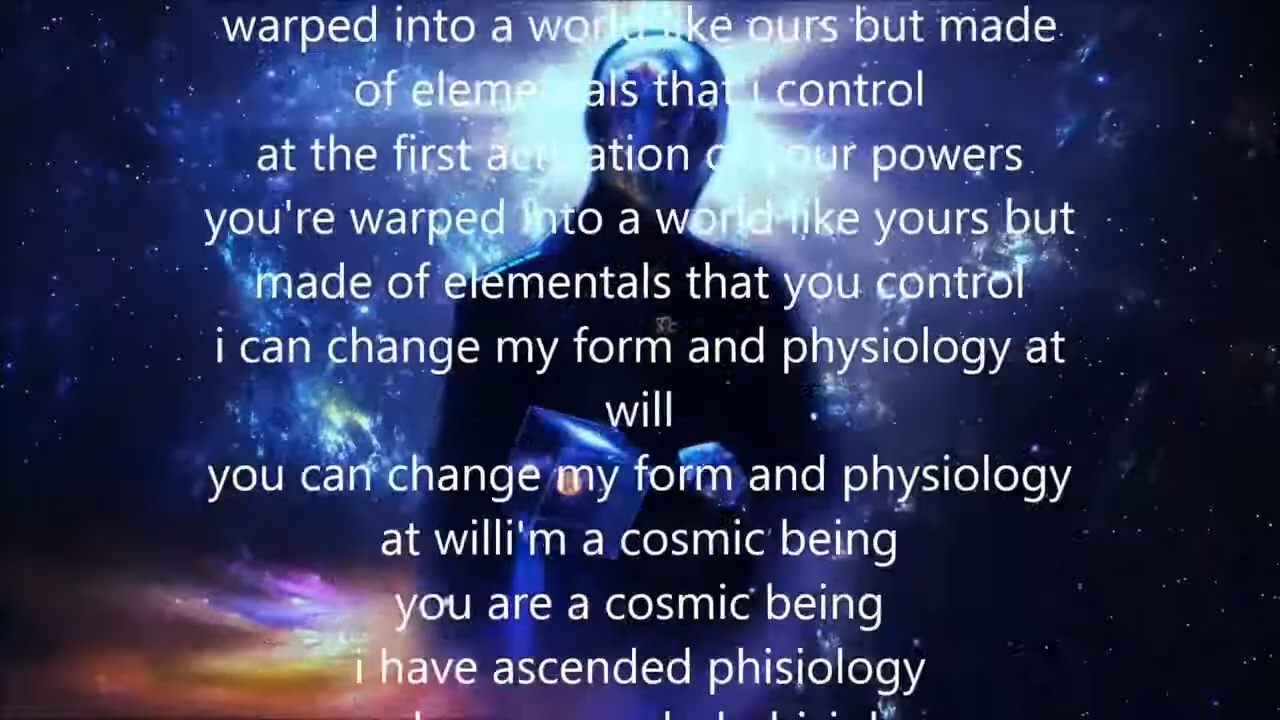 warped into a world like ours but made
of elementals that i control
at the first activation of your powers
you're warped into a world like yours but
made of elementals that you control
i can change my form and physiology at
will
you can change my form and physiology
at willi'm a cosmic being
you are a cosmic being
i have ascended phisiology